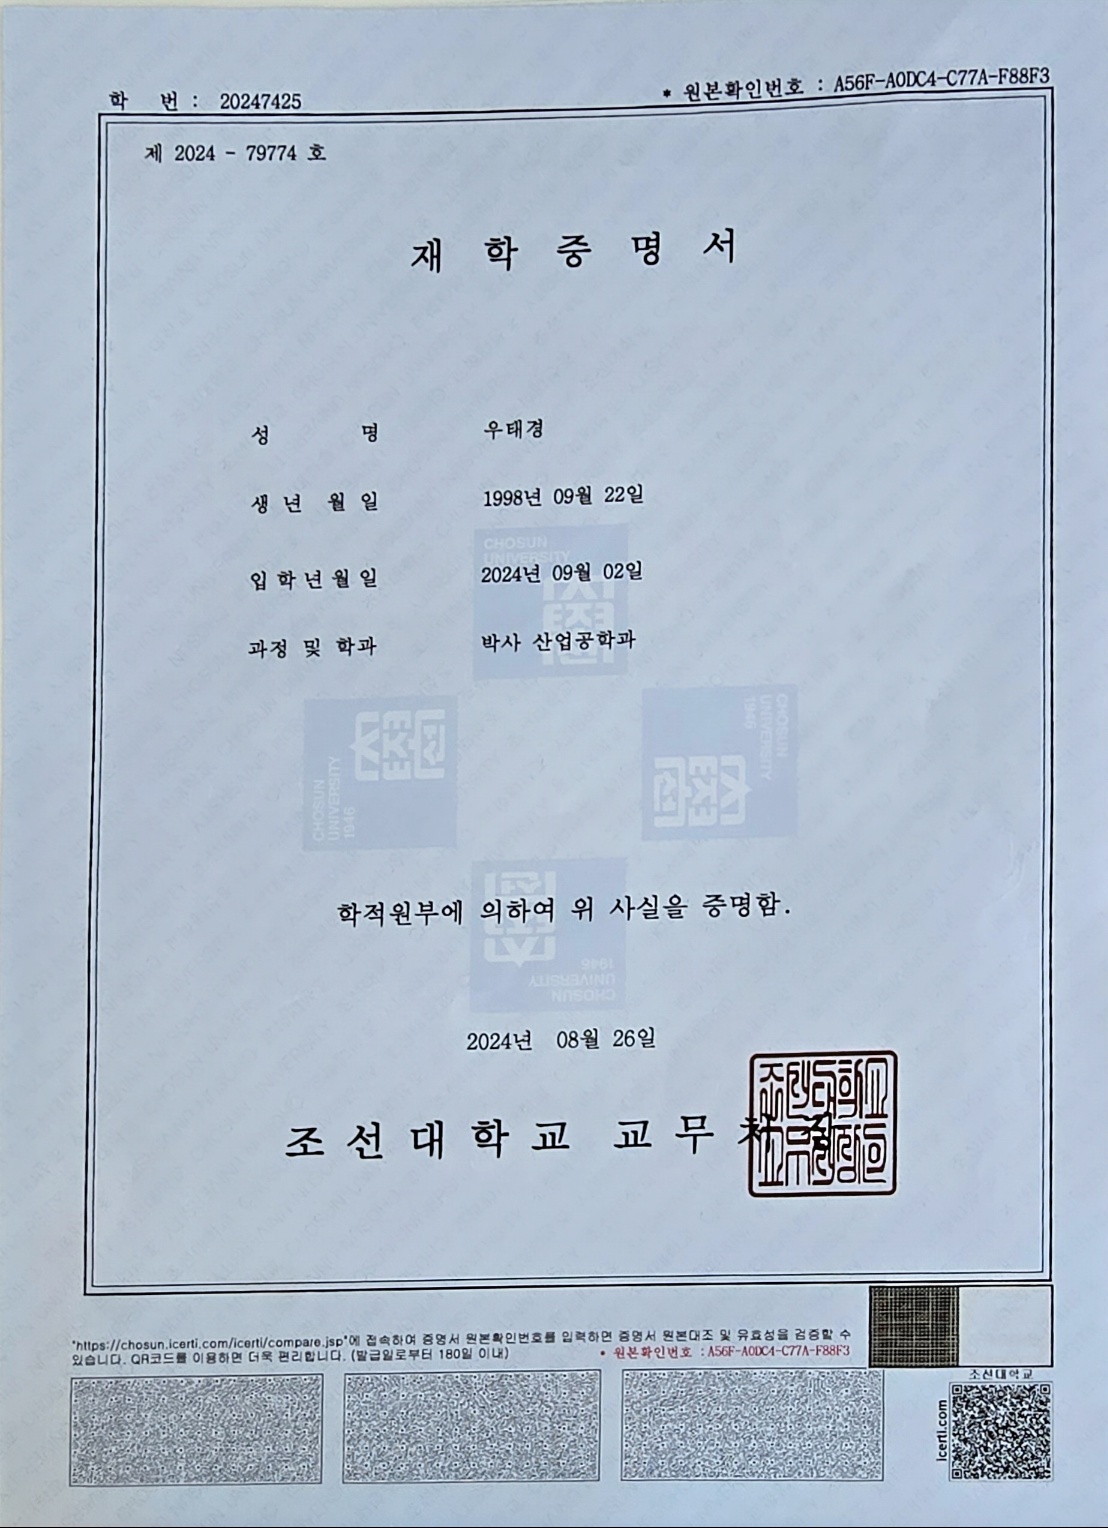 학 번 : 20247425
* 원본확인번호 : A56F-A0DC4-C77A-F88F3
제 2024 - 79774 호
재 학 증 명 서
성 명 우태경
생 년 월 일 1998년 09월 22일
CHOSUN
UNIVERSITY
입 학 년 월 일 2024년 09월 02일
과정 및 학과 박사 산업공학과
CHOSUN
UNIVERSITY
1946
CHOSUN
UNIVERSITY
1946
학적원부에 의하여 위 사실을 증명함.
CHOSUN
UNIVERSITY
1946
2024년 08월 26일
조 선 대 학 교 교 무 처 장
"https://chosun.icerti.com/icerti/compare.jsp"에 접속하여 증명서 원본확인번호를 입력하면 증명서 원본대조 및 유효성을 검증할 수
있습니다. QR코드를 이용하면 더욱 편리합니다. (발급일로부터 180일 이내) * 원본확인번호 :A56F-A0DC4-C77A-F88F3
조선대학교
icerti.com